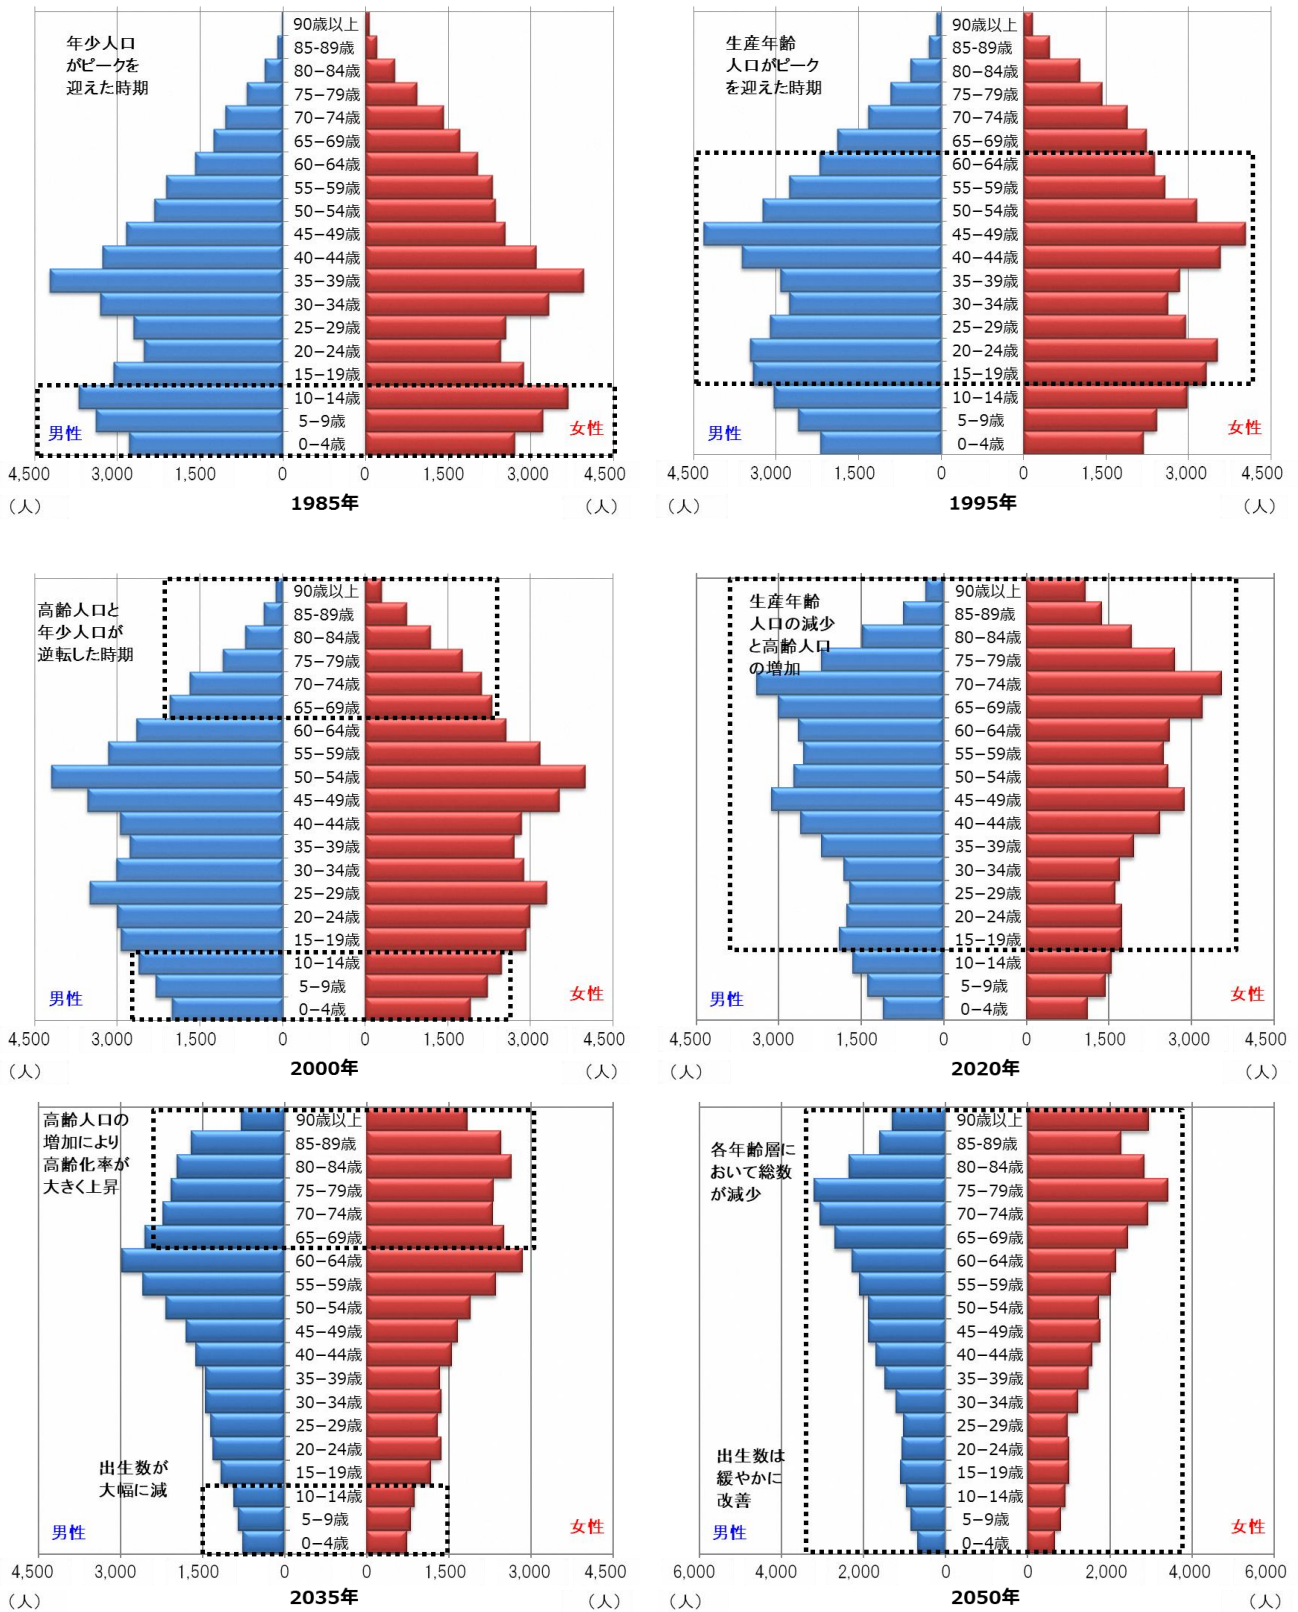 年少人口
がピークを
迎えた時期
90歳以上
85-89歳
80-84歳
75-79歳
70-74歳
65-69歳
60-64歳
55-59歳
50-54歳
45-49歳
40-44歳
35-39歳
30-34歳
25-29歳
20-24歳
15-19歳
10-14歳
5-9歳
0-4歳
男性
女性
4,500 3,000 1,500 0 0 1,500 3,000 4,500
（人） 1985年 （人）
生産年齢
人口がピーク
を迎えた時期
90歳以上
85-89歳
80-84歳
75-79歳
70-74歳
65-69歳
60-64歳
55-59歳
50-54歳
45-49歳
40-44歳
35-39歳
30-34歳
25-29歳
20-24歳
15-19歳
10-14歳
5-9歳
0-4歳
男性
女性
4,500 3,000 1,500 0 0 1,500 3,000 4,500
（人） 1995年 （人）
高齢人口と
年少人口が
逆転した時期
90歳以上
85-89歳
80-84歳
75-79歳
70-74歳
65-69歳
60-64歳
55-59歳
50-54歳
45-49歳
40-44歳
35-39歳
30-34歳
25-29歳
20-24歳
15-19歳
10-14歳
5-9歳
0-4歳
男性
女性
4,500 3,000 1,500 0 0 1,500 3,000 4,500
（人） 2000年 （人）
生産年齢
人口の減少
と高齢人口
の増加
90歳以上
85-89歳
80-84歳
75-79歳
70-74歳
65-69歳
60-64歳
55-59歳
50-54歳
45-49歳
40-44歳
35-39歳
30-34歳
25-29歳
20-24歳
15-19歳
10-14歳
5-9歳
0-4歳
男性
女性
4,500 3,000 1,500 0 0 1,500 3,000 4,500
（人） 2020年 （人）
高齢人口の
増加により
高齢化率が
大きく上昇
90歳以上
85-89歳
80-84歳
75-79歳
70-74歳
65-69歳
60-64歳
55-59歳
50-54歳
45-49歳
40-44歳
35-39歳
30-34歳
25-29歳
20-24歳
15-19歳
10-14歳
5-9歳
0-4歳
出生数が
大幅に減
男性
女性
4,500 3,000 1,500 0 0 1,500 3,000 4,500
（人） 2035年 （人）
各年齢層に
おいて総数
が減少
90歳以上
85-89歳
80-84歳
75-79歳
70-74歳
65-69歳
60-64歳
55-59歳
50-54歳
45-49歳
40-44歳
35-39歳
30-34歳
25-29歳
20-24歳
15-19歳
10-14歳
5-9歳
0-4歳
出生数は
緩やかに
改善
男性
女性
6,000 4,000 2,000 0 0 2,000 4,000 6,000
（人） 2050年 （人）